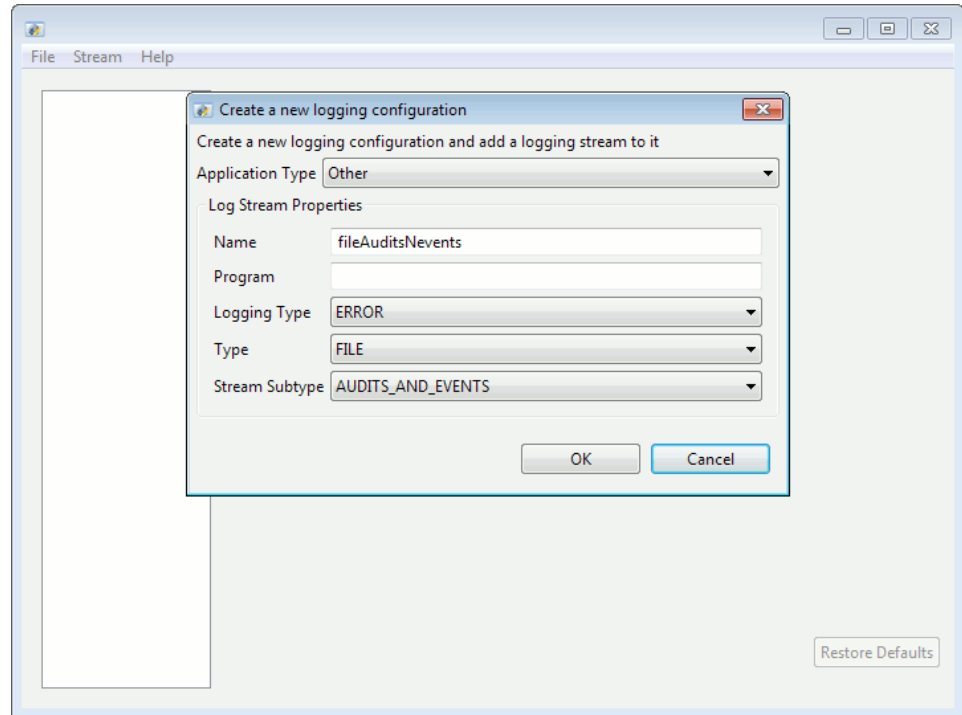 File Stream Help
Create a new logging configuration
Create a new logging configuration and add a logging stream to it
Application Type Other
Log Stream Properties
Name fileAuditsNevents
Program
Logging Type ERROR
Type FILE
Stream Subtype AUDITS_AND_EVENTS
OK Cancel
Restore Defaults